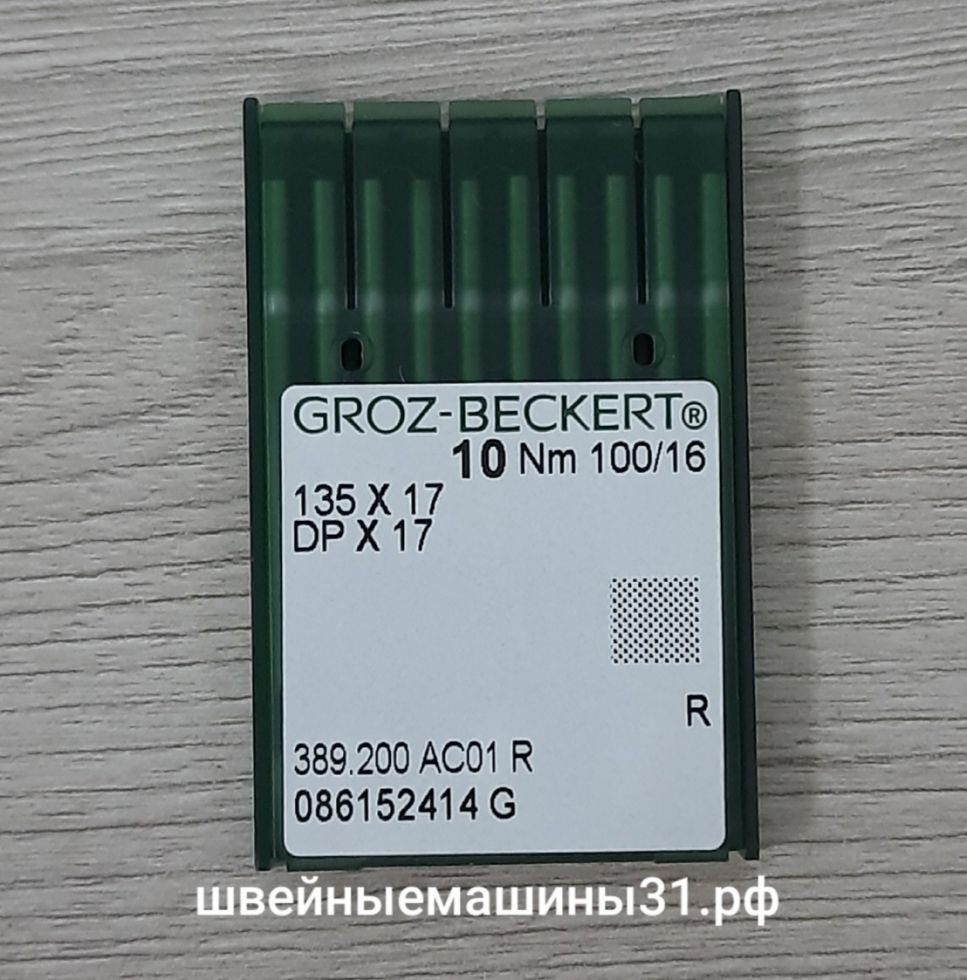 GROZ-BECKERT®
10 Nm 100/16
135 X 17
DP X 17
R
389.200 AC01 R
086152414 G
швейныемашины31.рф